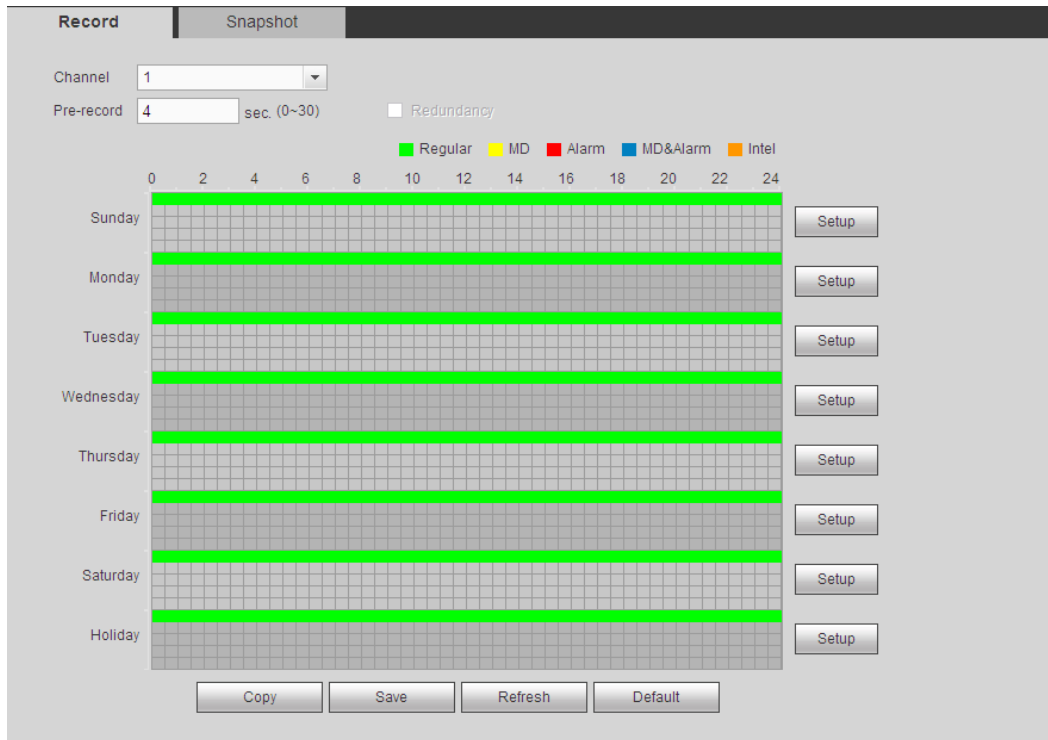 Record Snapshot
Channel 1
Pre-record 4 sec. (0~30) Redundancy
Regular MD Alarm MD&Alarm Intel
0 2 4 6 8 10 12 14 16 18 20 22 24
Sunday Setup
Monday Setup
Tuesday Setup
Wednesday Setup
Thursday Setup
Friday Setup
Saturday Setup
Holiday Setup
Copy Save Refresh Default